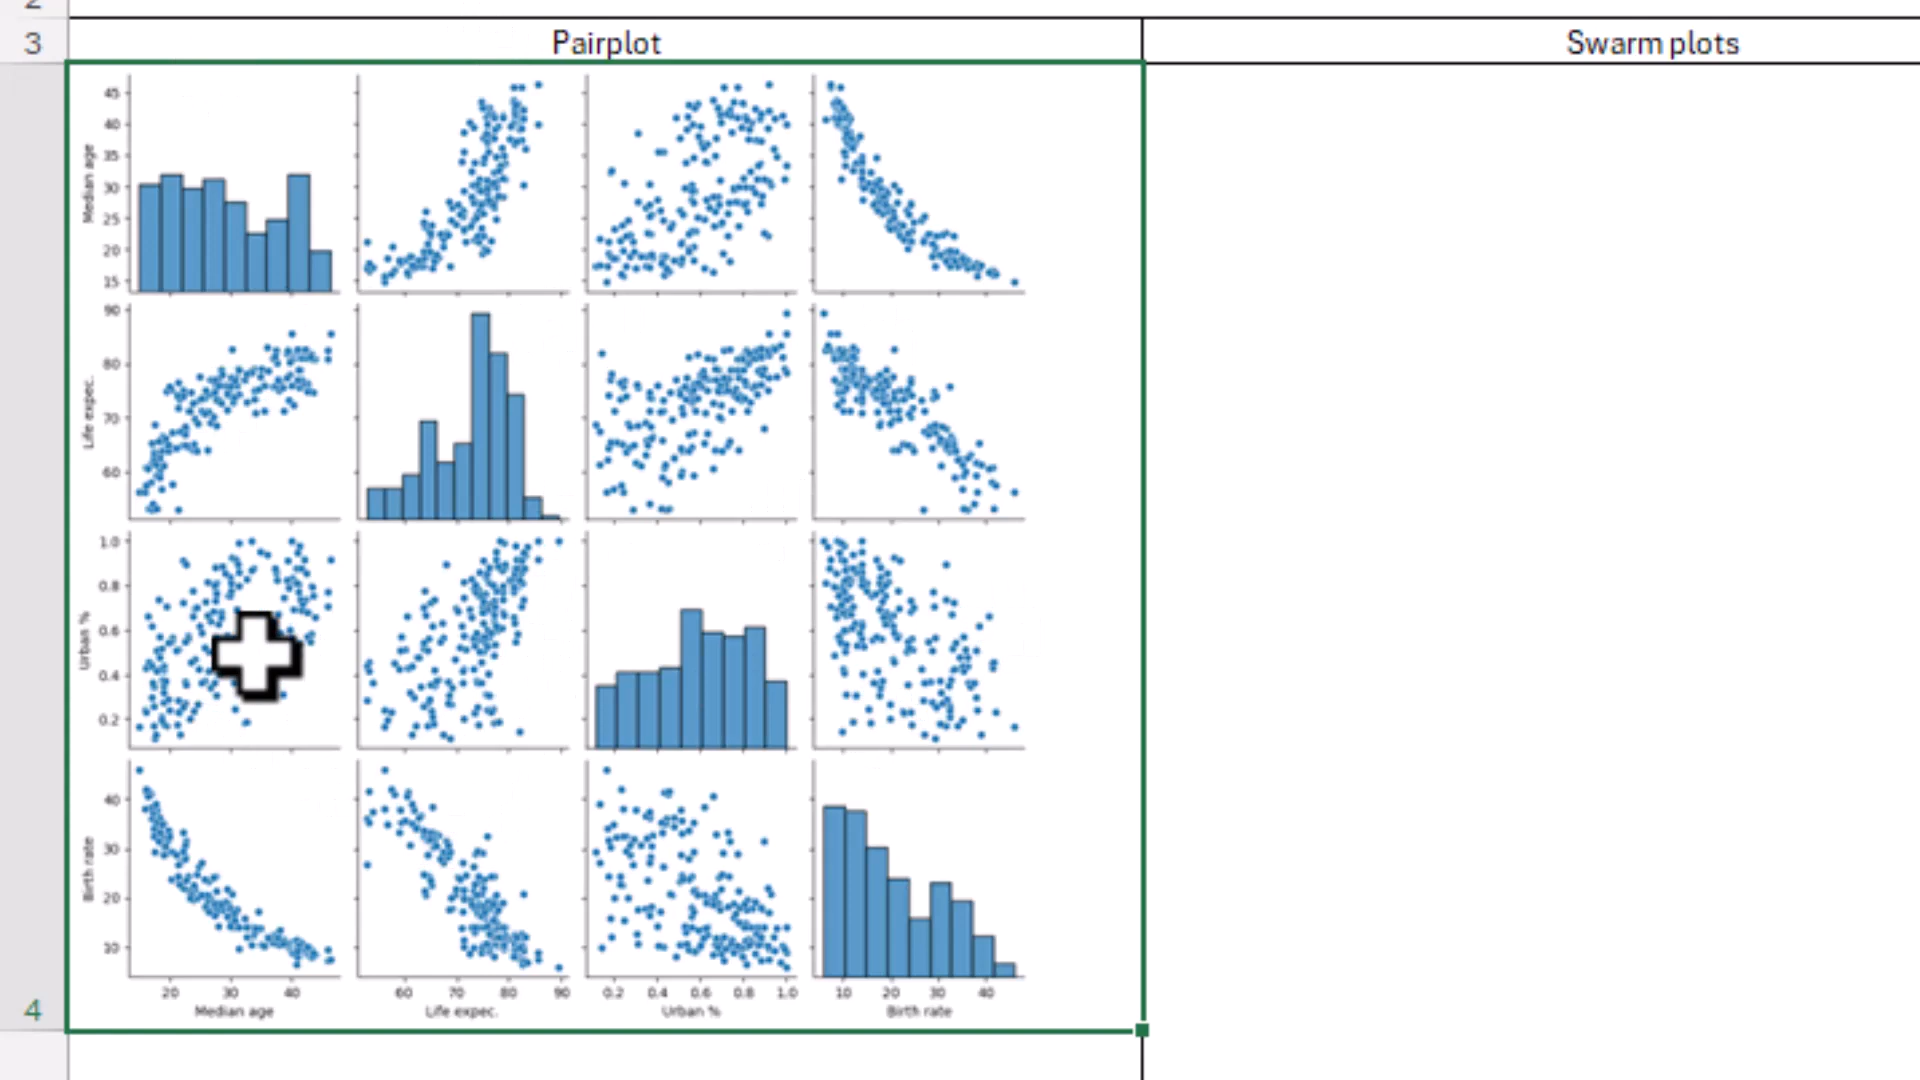 2
3
Pairplot
Swarm plots
45
40
35
30
25
20
15
Median age
90
80
70
60
Life expec.
1.0
0.8
0.6
0.4
0.2
Urban %
40
30
20
10
Birth rate
20 30 40
60 70 80 90
0.2 0.4 0.6 0.8 1.0
10 20 30 40
Median age
Life expec.
Urban %
Birth rate
4